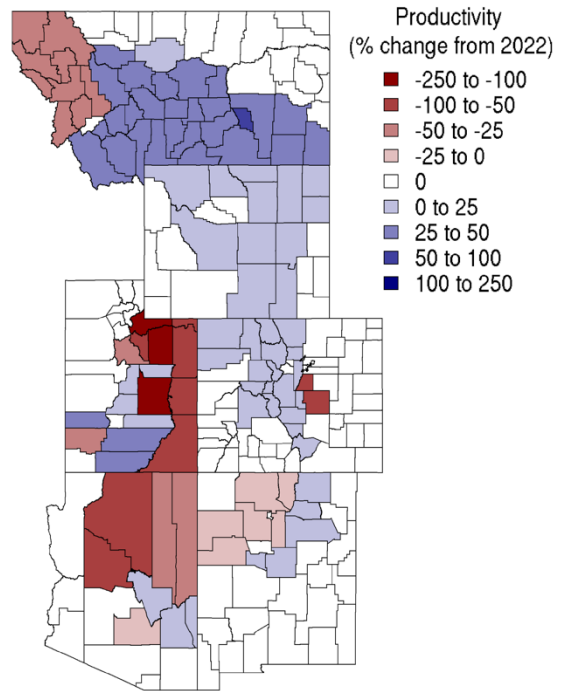 Productivity
(% change from 2022)
-250 to -100
-100 to -50
-50 to -25
-25 to 0
0
0 to 25
25 to 50
50 to 100
100 to 250